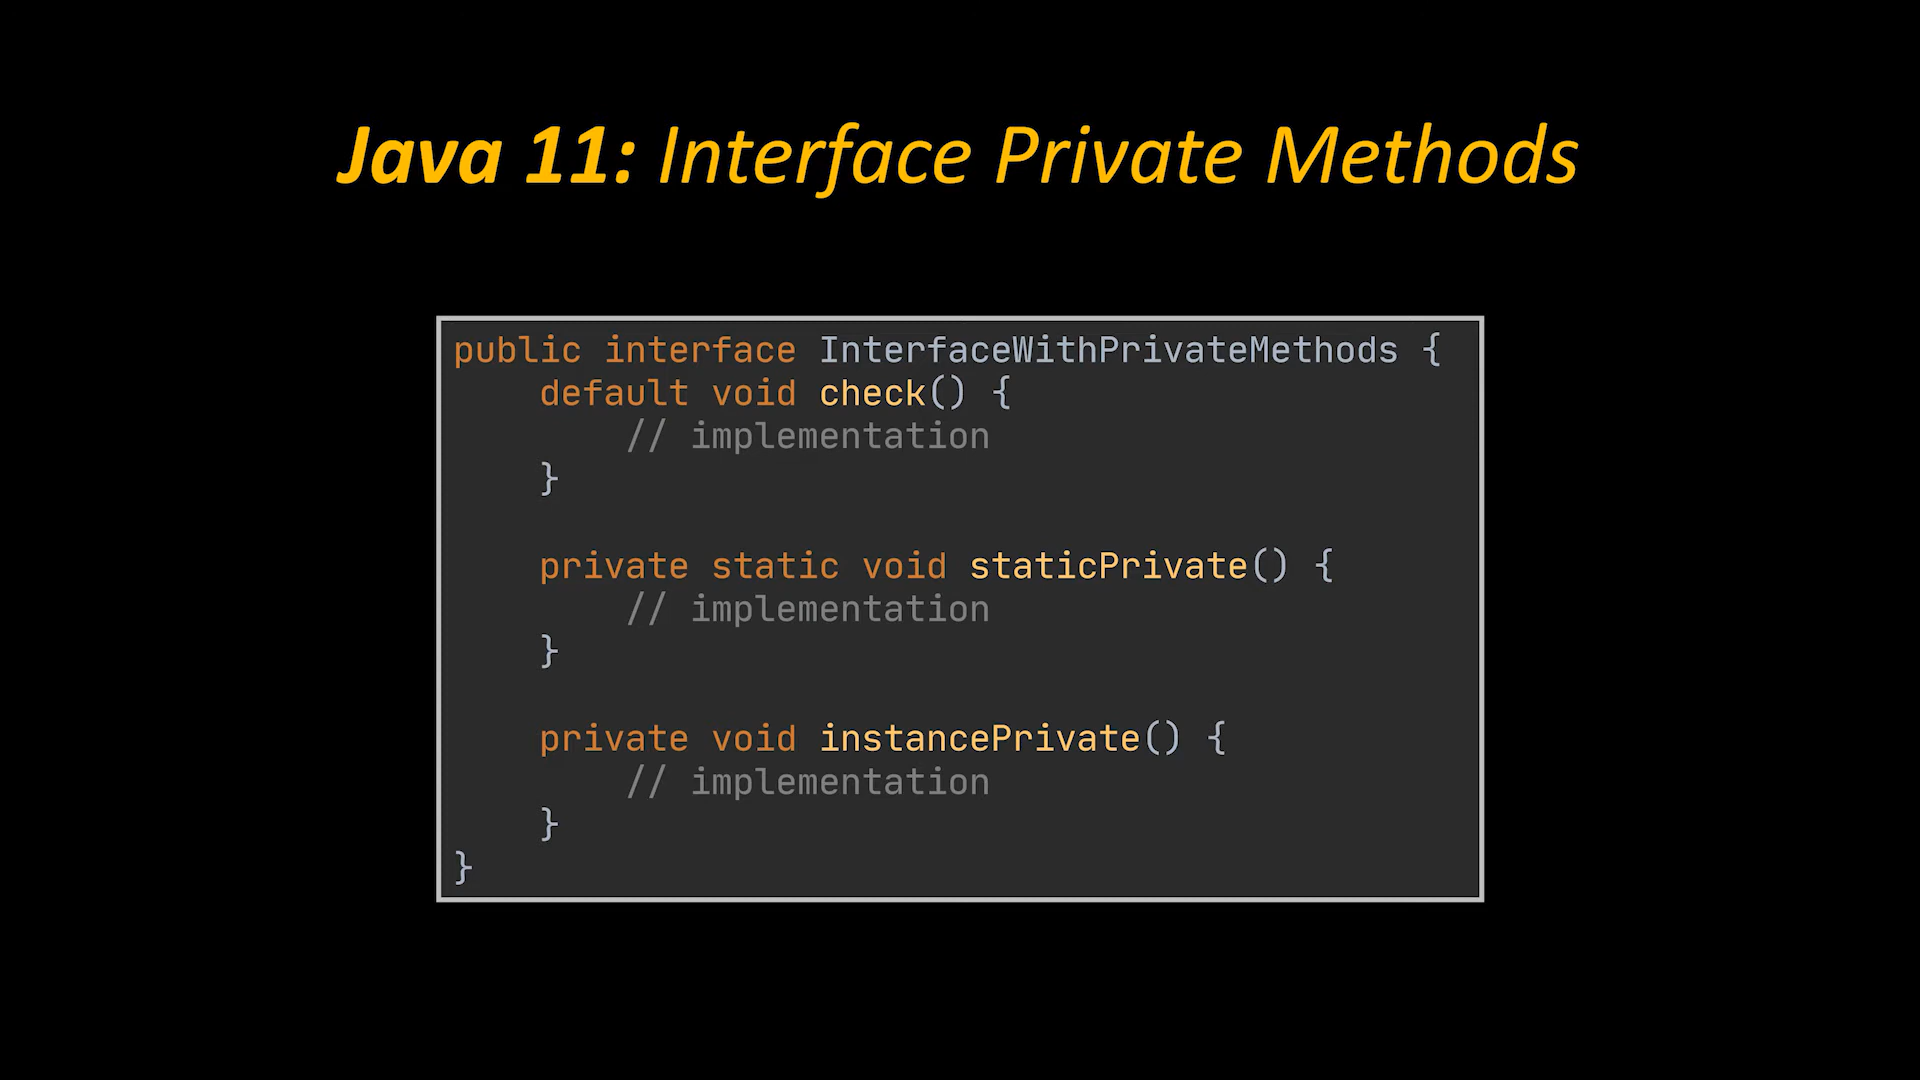 Java 11: Interface Private Methods
public interface InterfaceWithPrivateMethods {
    default void check() {
        // implementation
    }
    private static void staticPrivate() {
        // implementation
    }
    private void instancePrivate() {
        // implementation
    }
}